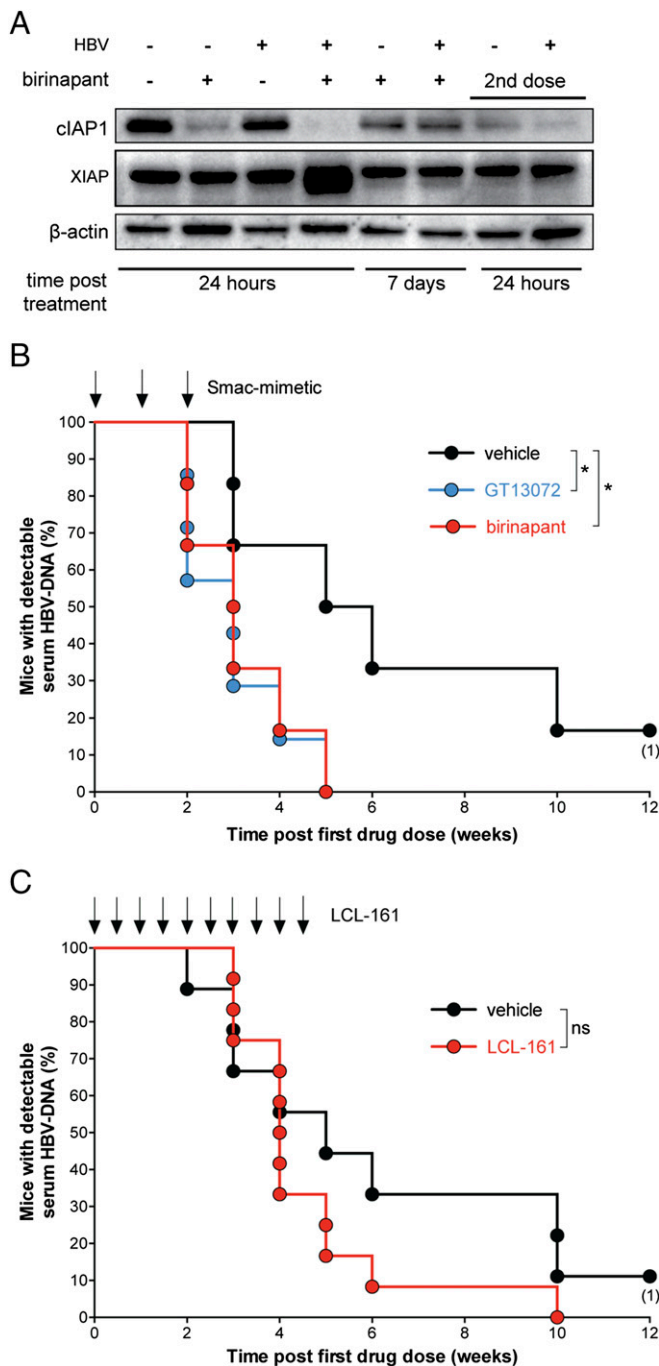 A
HBV - - + + - + - +
birinapant - + - + + + 2nd dose
cIAP1
XIAP
β-actin
time post treatment 24 hours 7 days 24 hours
B
Smac-mimetic
100
90
80
70
60
50
40
30
20
10
0
Mice with detectable
serum HBV-DNA (%)
vehicle
GT13072
birinapant
*
*
(1)
0 2 4 6 8 10 12
Time post first drug dose (weeks)
C
LCL-161
100
90
80
70
60
50
40
30
20
10
0
Mice with detectable
serum HBV-DNA (%)
vehicle
LCL-161
ns
(1)
0 2 4 6 8 10 12
Time post first drug dose (weeks)